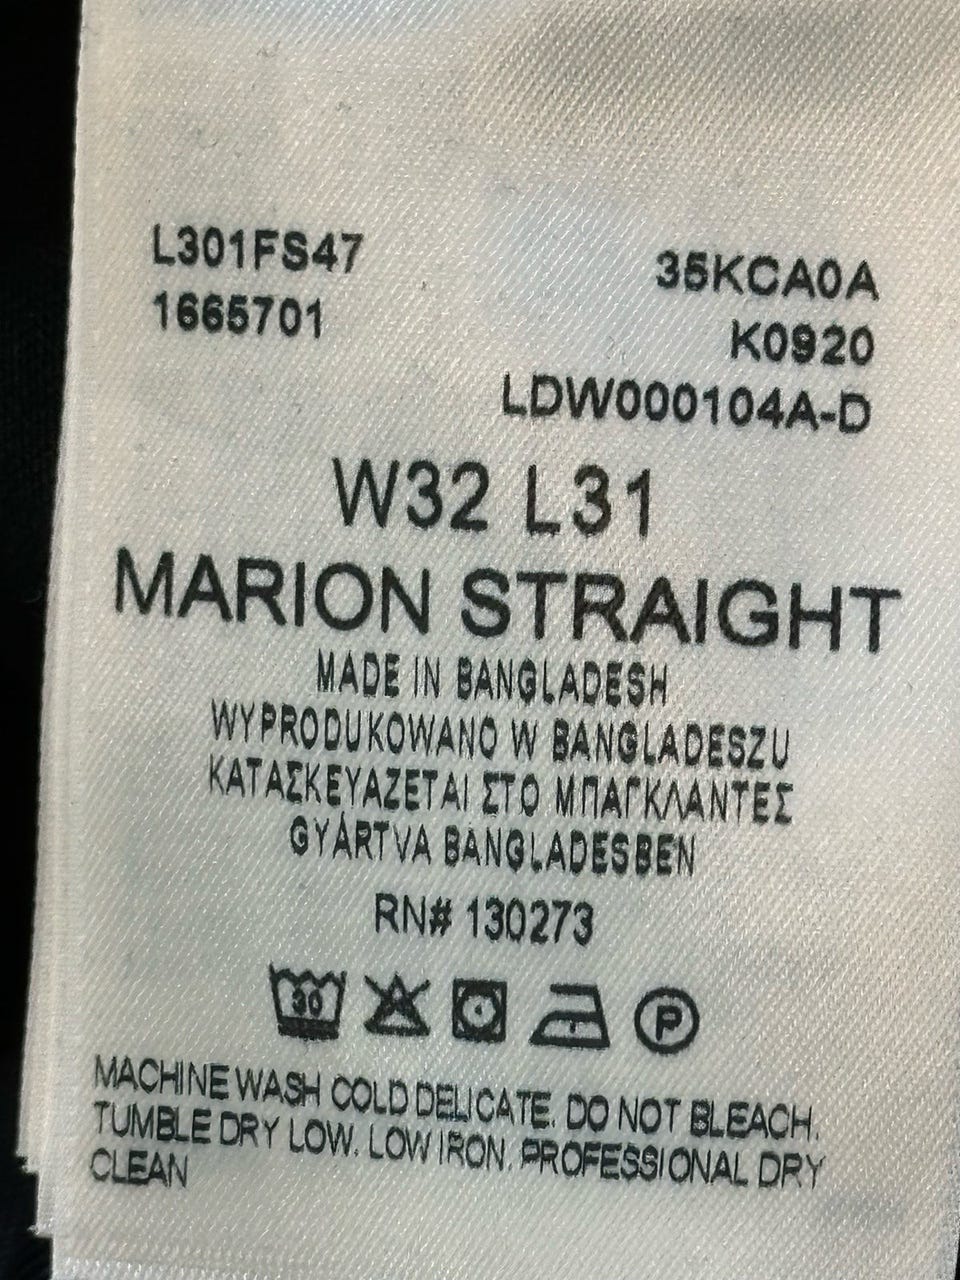 L301FS47
1665701
35KCA0A
K0920
LDW000104A-D
W32 L31
MARION STRAIGHT
MADE IN BANGLADESH
WYPRODUKOWANO W BANGLADESZU
ΚΑΤΑΣΚΕΥΑΖΕΤΑΙ ΣΤΟ ΜΠΑΓΚΛΑΝΤΕΣ
GYÁRTVA BANGLADESBEN
RN# 130273
30
P
MACHINE WASH COLD DELICATE. DO NOT BLEACH.
TUMBLE DRY LOW. LOW IRON. PROFESSIONAL DRY
CLEAN